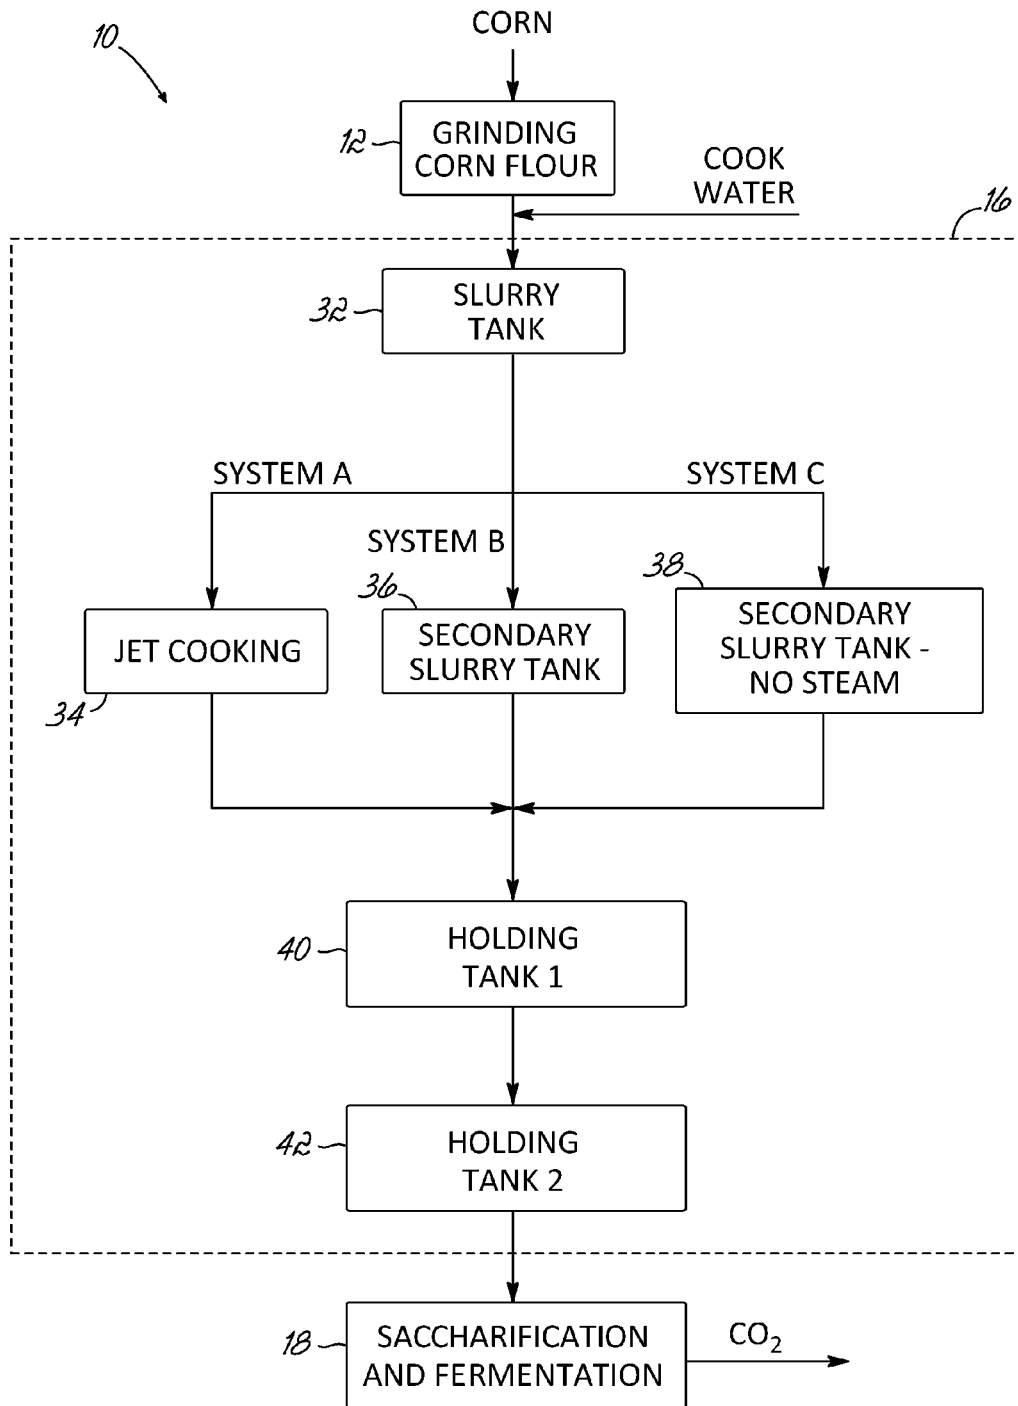 10
CORN
12
GRINDING
CORN FLOUR
COOK
WATER
16
32
SLURRY
TANK
SYSTEM A
SYSTEM C
SYSTEM B
36
38
JET COOKING
34
SECONDARY
SLURRY TANK
SECONDARY
SLURRY TANK -
NO STEAM
40
HOLDING
TANK 1
42
HOLDING
TANK 2
18
SACCHARIFICATION
AND FERMENTATION
CO₂